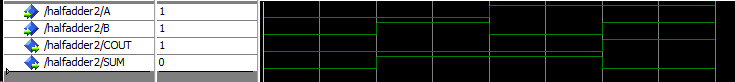 /halfadder2/A 1
/halfadder2/B 1
/halfadder2/COUT 1
/halfadder2/SUM 0